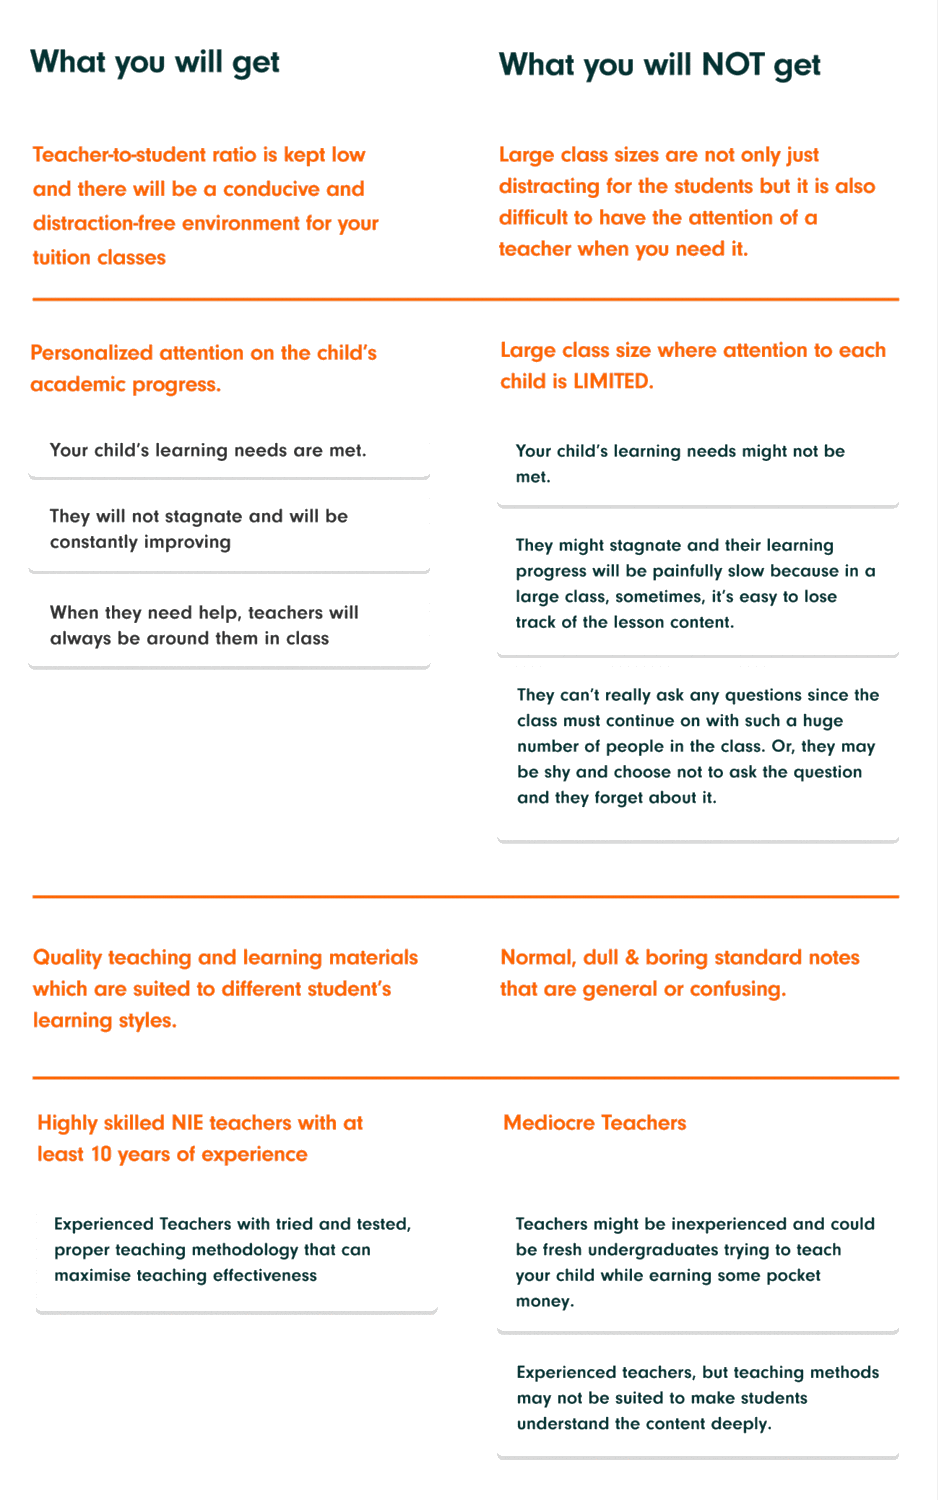 What you will get
What you will NOT get
Teacher-to-student ratio is kept low
and there will be a conducive and
distraction-free environment for your
tuition classes
Large class sizes are not only just
distracting for the students but it is also
difficult to have the attention of a
teacher when you need it.
Personalized attention on the child's
academic progress.
Your child's learning needs are met.
They will not stagnate and will be
constantly improving
When they need help, teachers will
always be around them in class
Large class size where attention to each
child is LIMITED.
Your child's learning needs might not be
met.
They might stagnate and their learning
progress will be painfully slow because in a
large class, sometimes, it's easy to lose
track of the lesson content.
They can't really ask any questions since the
class must continue on with such a huge
number of people in the class. Or, they may
be shy and choose not to ask the question
and they forget about it.
Quality teaching and learning materials
which are suited to different student's
learning styles.
Normal, dull & boring standard notes
that are general or confusing.
Highly skilled NIE teachers with at
least 10 years of experience
Experienced Teachers with tried and tested,
proper teaching methodology that can
maximise teaching effectiveness
Mediocre Teachers
Teachers might be inexperienced and could
be fresh undergraduates trying to teach
your child while earning some pocket
money.
Experienced teachers, but teaching methods
may not be suited to make students
understand the content deeply.